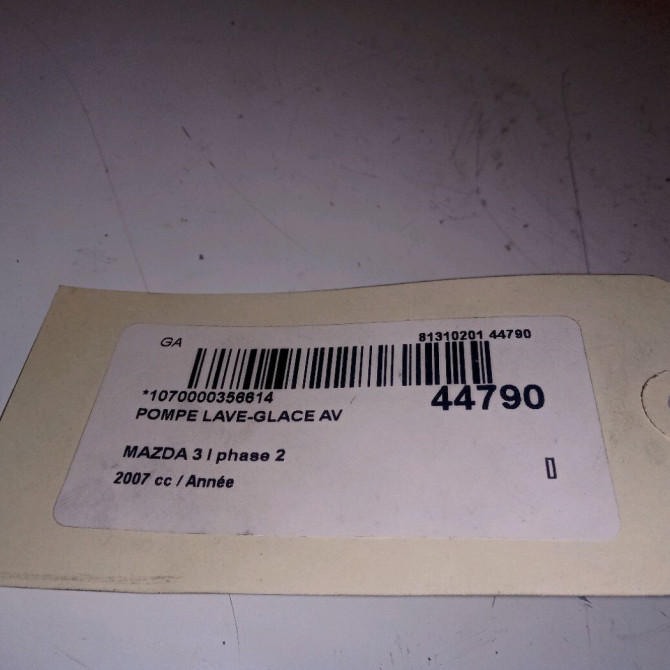 GA
81310201 44790
*1070000356614
44790
POMPE LAVE-GLACE AV
MAZDA 3 I phase 2
2007 cc / Année